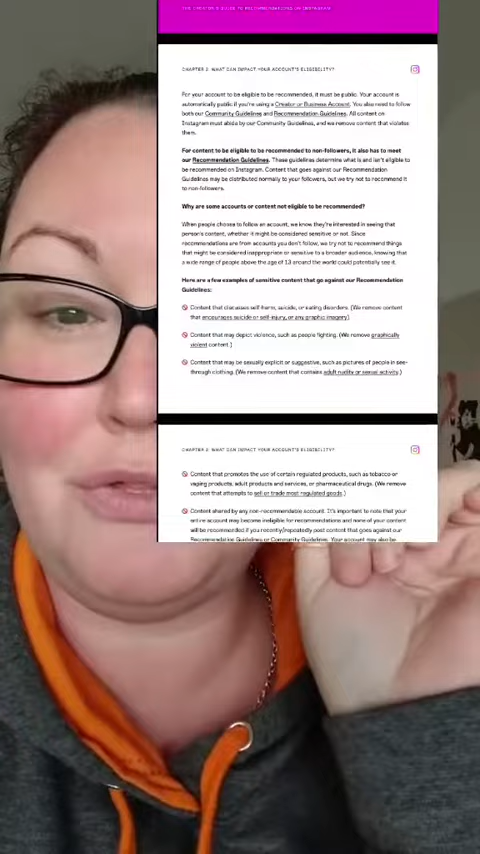 THE CREATOR'S GUIDE TO RECOMMENDATIONS ON INSTAGRAM
CHAPTER 2: WHAT CAN IMPACT YOUR ACCOUNT'S ELIGIBILITY?
For your account to be eligible to be recommended, it must be public. Your account is
automatically public if you're using a Creator or Business Account. You also need to follow
both our Community Guidelines and Recommendation Guidelines. All content on
Instagram must abide by our Community Guidelines, and we remove content that violates
them.
For content to be eligible to be recommended to non-followers, it also has to meet
our Recommendation Guidelines. These guidelines determine what is and isn't eligible to
be recommended on Instagram. Content that goes against our Recommendation
Guidelines may be distributed normally to your followers, but we try not to recommend it
to non-followers.
Why are some accounts or content not eligible to be recommended?
When people choose to follow an account, we know they're interested in seeing that
person's content, whether it might be considered sensitive or not. Since
recommendations are from accounts you don't follow, we try not to recommend things
that might be considered inappropriate or sensitive to a broader audience, knowing that
a wide range of people above the age of 13 around the world could potentially see it.
Here are a few examples of sensitive content that go against our Recommendation
Guidelines:
Content that discusses self-harm, suicide, or eating disorders. (We remove content
that encourages suicide or self-injury, or any graphic imagery)
Content that may depict violence, such as people fighting. (We remove graphically
violent content.)
Content that may be sexually explicit or suggestive, such as pictures of people in see-
through clothing. (We remove content that contains adult nudity or sexual activity.)
CHAPTER 2: WHAT CAN IMPACT YOUR ACCOUNT'S ELIGIBILITY?
Content that promotes the use of certain regulated products, such as tobacco or
vaping products, adult products and services, or pharmaceutical drugs. (We remove
content that attempts to sell or trade most regulated goods.)
Content shared by any non-recommendable account. It's important to note that your
entire account may become ineligible for recommendations and none of your content
will be recommended if you recently/repeatedly post content that goes against our
Recommendation Guidelines or Community Guidelines. Your account may also be